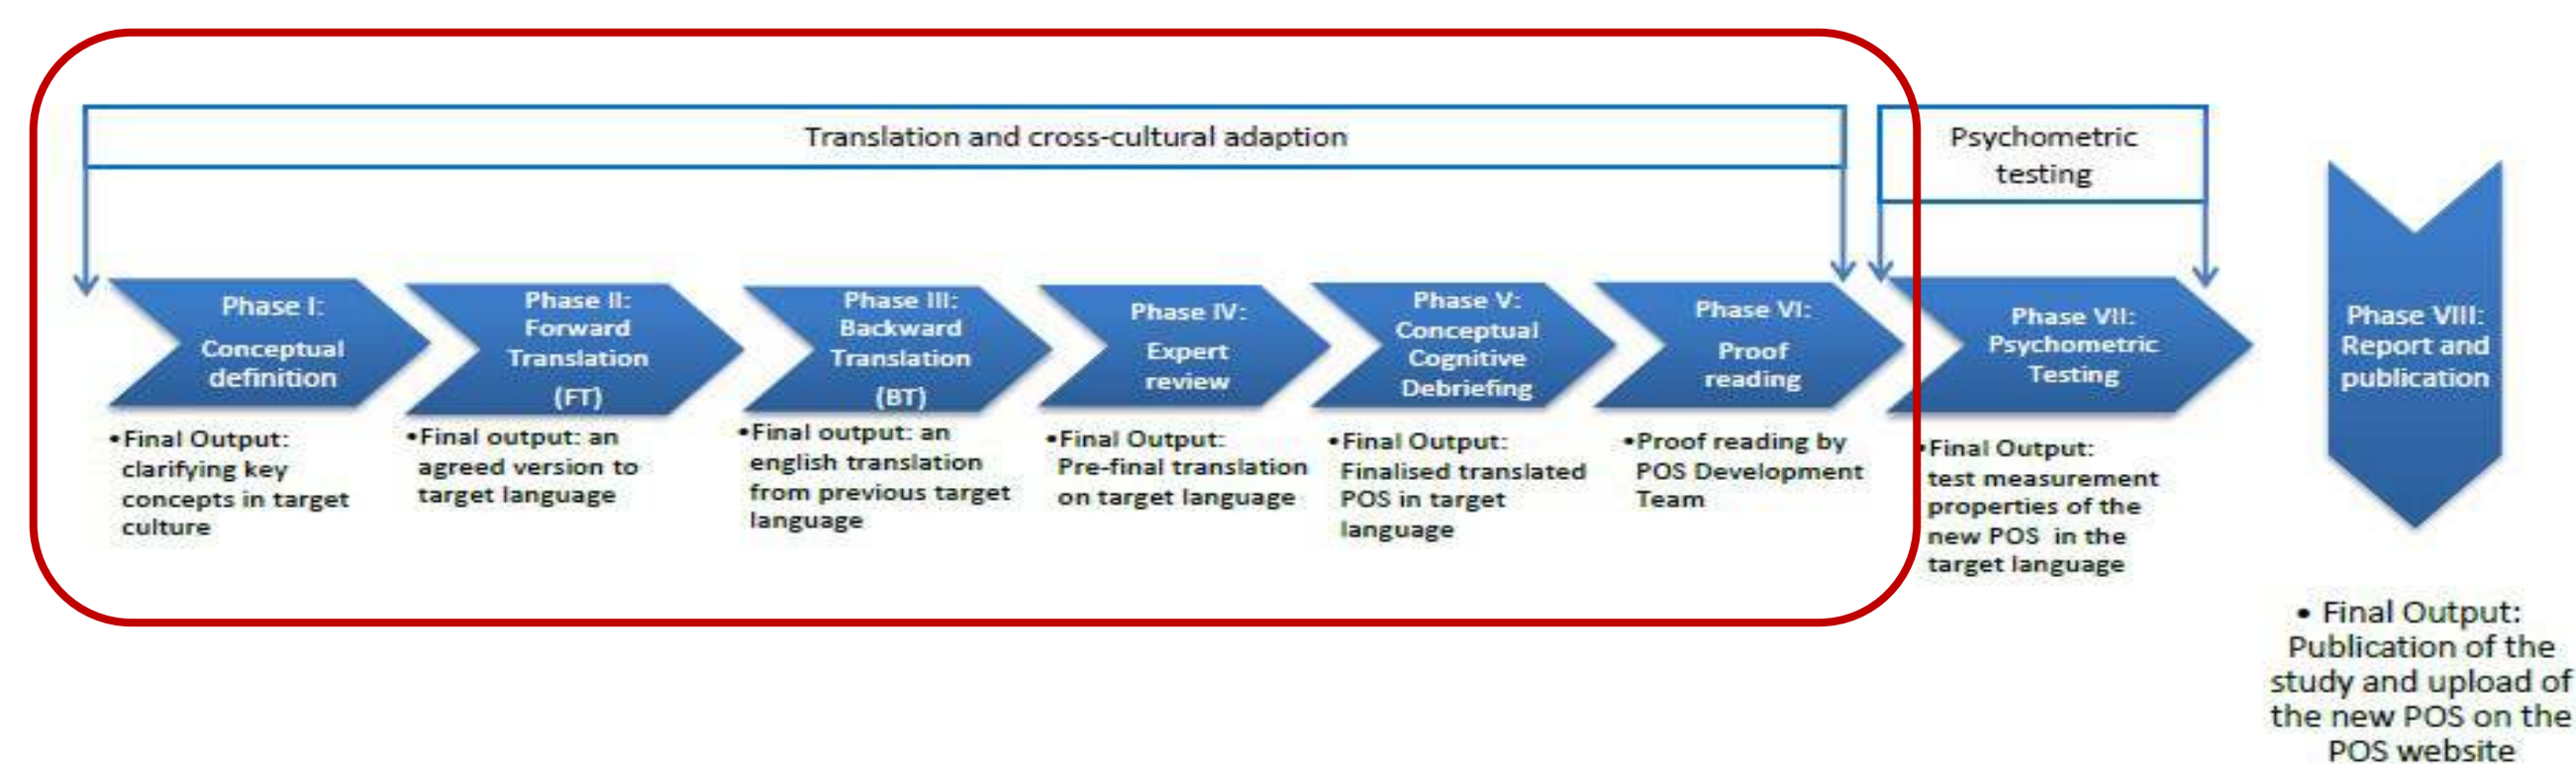 Translation and cross-cultural adaption
Psychometric
testing
Phase I:
Conceptual
definition
•Final Output:
clarifying key
concepts in target
culture
Phase II:
Forward
Translation
(FT)
•Final output: an
agreed version to
target language
Phase III:
Backward
Translation
(BT)
•Final output: an
english translation
from previous target
language
Phase IV:
Expert
review
•Final Output:
Pre-final translation
on target language
Phase V:
Conceptual
Cognitive
Debriefing
•Final Output:
Finalised translated
POS in target
language
Phase VI:
Proof
reading
•Proof reading by
POS Development
Team
Phase VII:
Psychometric
Testing
•Final Output:
test measurement
properties of the
new POS in the
target language
Phase VIII:
Report and
publication
• Final Output:
Publication of the
study and upload of
the new POS on the
POS website